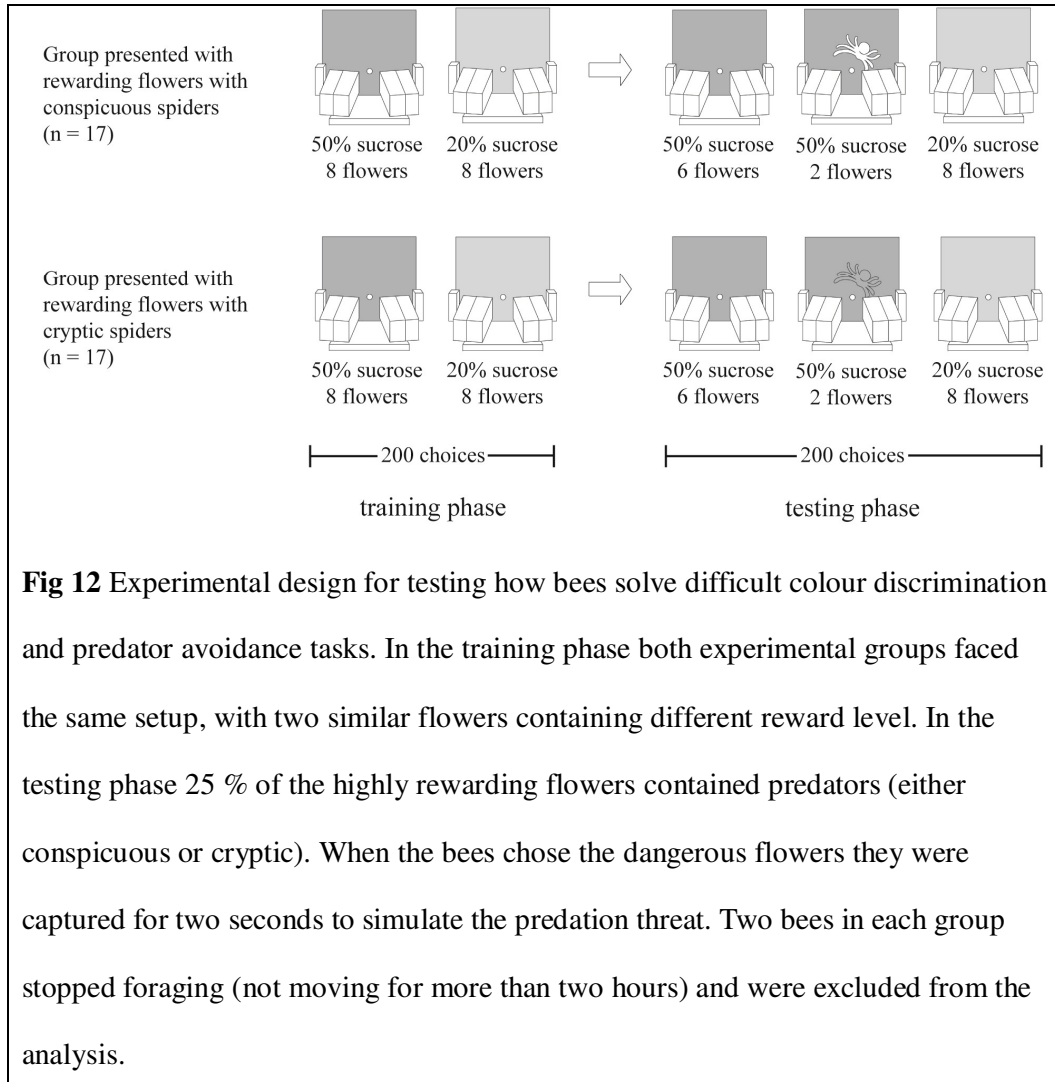 Group presented with
rewarding flowers with
conspicuous spiders
(n = 17)
50% sucrose
8 flowers
20% sucrose
8 flowers
50% sucrose
6 flowers
50% sucrose
2 flowers
20% sucrose
8 flowers
Group presented with
rewarding flowers with
cryptic spiders
(n = 17)
50% sucrose
8 flowers
20% sucrose
8 flowers
50% sucrose
6 flowers
50% sucrose
2 flowers
20% sucrose
8 flowers
200 choices
200 choices
training phase
testing phase
Fig 12 Experimental design for testing how bees solve difficult colour discrimination
and predator avoidance tasks. In the training phase both experimental groups faced
the same setup, with two similar flowers containing different reward level. In the
testing phase 25 % of the highly rewarding flowers contained predators (either
conspicuous or cryptic). When the bees chose the dangerous flowers they were
captured for two seconds to simulate the predation threat. Two bees in each group
stopped foraging (not moving for more than two hours) and were excluded from the
analysis.